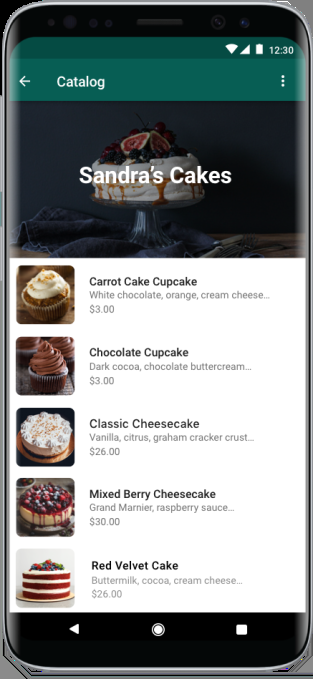 12:30
Catalog
Sandra's Cakes
Carrot Cake Cupcake
White chocolate, orange, cream cheese...
$3.00
Chocolate Cupcake
Dark cocoa, chocolate buttercream...
$3.00
Classic Cheesecake
Vanilla, citrus, graham cracker crust...
$26.00
Mixed Berry Cheesecake
Grand Marnier, raspberry sauce...
$30.00
Red Velvet Cake
Buttermilk, cocoa, cream cheese...
$26.00